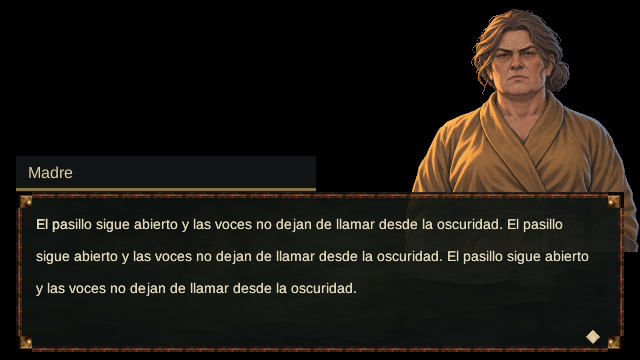 Madre
El pasillo sigue abierto y las voces no dejan de llamar desde la oscuridad. El pasillo
sigue abierto y las voces no dejan de llamar desde la oscuridad. El pasillo sigue abierto
y las voces no dejan de llamar desde la oscuridad.